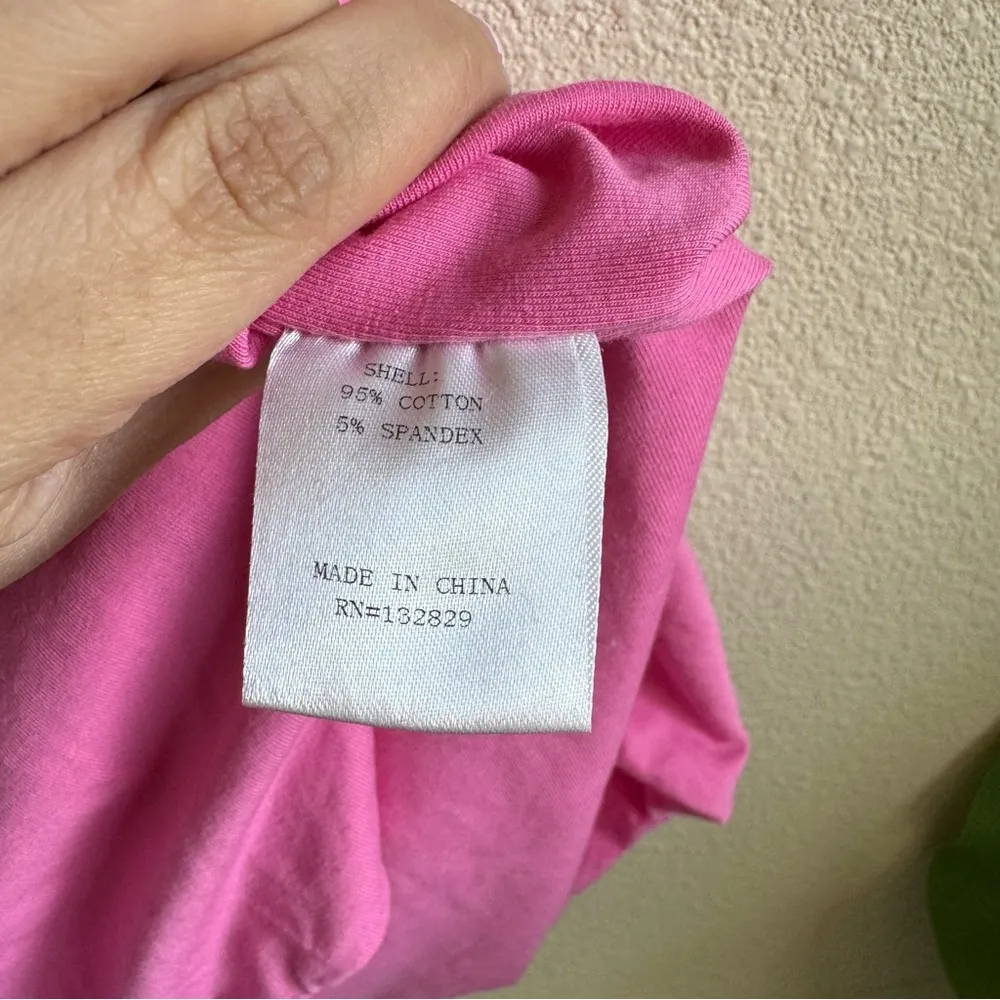 SHELL:
95% COTTON
5% SPANDEX
MADE IN CHINA
RN=132829